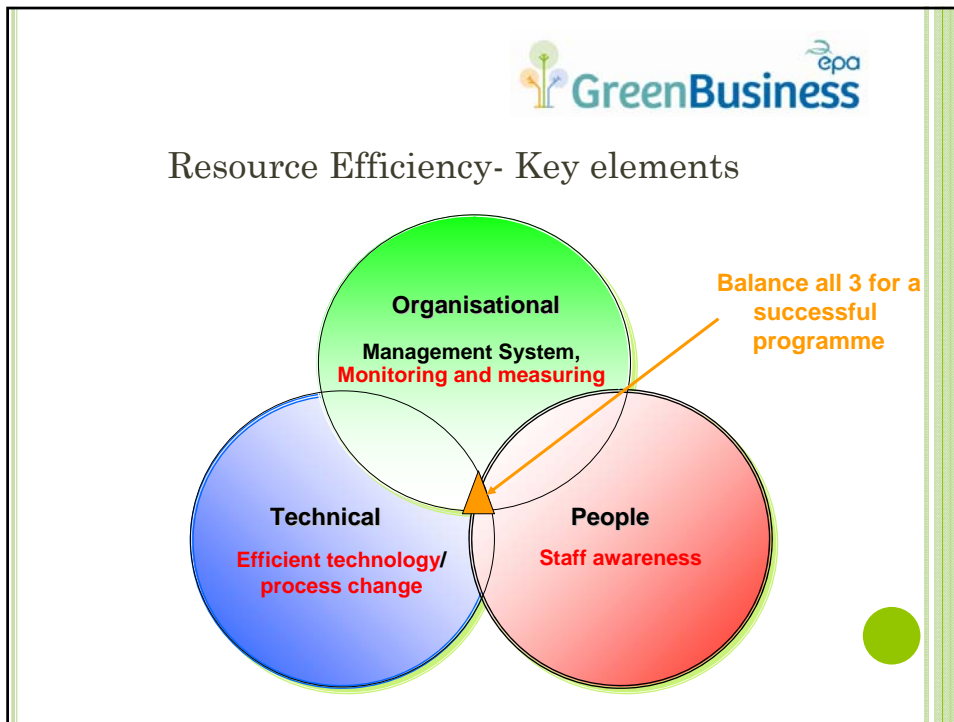 epa
GreenBusiness
Resource Efficiency- Key elements
Balance all 3 for a
successful
programme
Organisational
Management System,
Monitoring and measuring
Technical
Efficient technology/
process change
People
Staff awareness